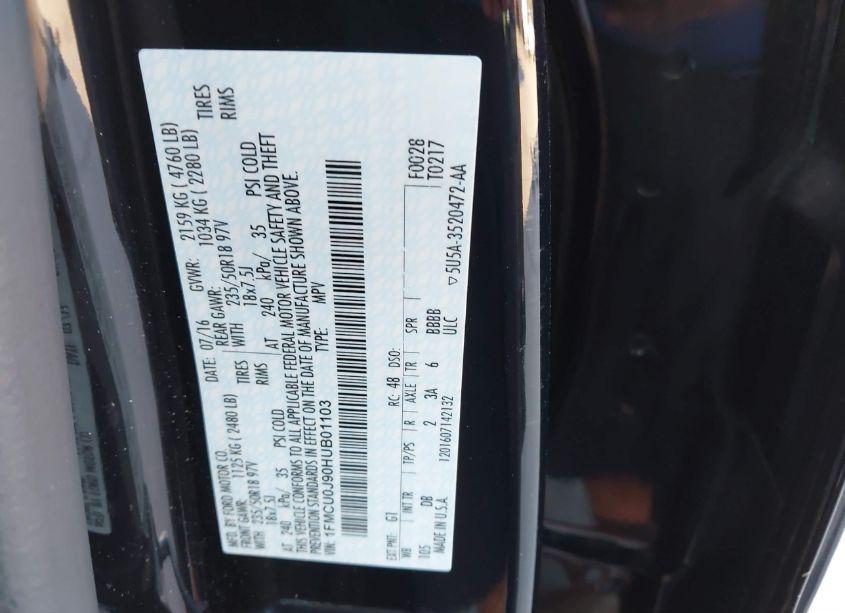 MFD. BY FORD MOTOR CO.
DATE: 07/16 GVWR: 2159 KG ( 4760 LB)
FRONT GAWR: 1125 KG ( 2480 LB) REAR GAWR: 1034 KG ( 2280 LB)
WITH 235/50R18 97V TIRES WITH 235/50R18 97V TIRES
18x7.5J RIMS 18x7.5J RIMS
AT 240 kPa/ 35 PSI COLD AT 240 kPa/ 35 PSI COLD
THIS VEHICLE CONFORMS TO ALL APPLICABLE FEDERAL MOTOR VEHICLE SAFETY AND THEFT
PREVENTION STANDARDS IN EFFECT ON THE DATE OF MANUFACTURE SHOWN ABOVE.
VIN: 1FMCU0J90HUB01103 TYPE: MPV
EXT PNT: G1 RC: 48 DSO: F0028
T0217
WB INT TR TP/PS R AXLE TR SPR
105 DB 2 3A 6 BBBB
ULC
MADE IN U.S.A. 1201607142132 ▽5U5A-3520472-AA